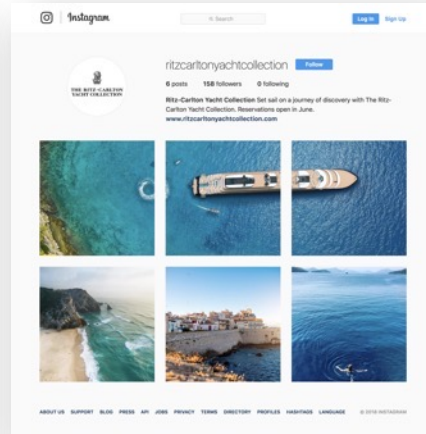 Instagram
Search
Log In
Sign Up
ritzcarltonyachtcollection
Follow
6 posts 158 followers 0 following
THE RITZ-CARLTON
YACHT COLLECTION
Ritz-Carlton Yacht Collection Set sail on a journey of discovery with The Ritz-
Carlton Yacht Collection. Reservations open in June.
www.ritzcarltonyachtcollection.com
ABOUT US SUPPORT BLOG PRESS API JOBS PRIVACY TERMS DIRECTORY PROFILES HASHTAGS LANGUAGE
© 2018 INSTAGRAM